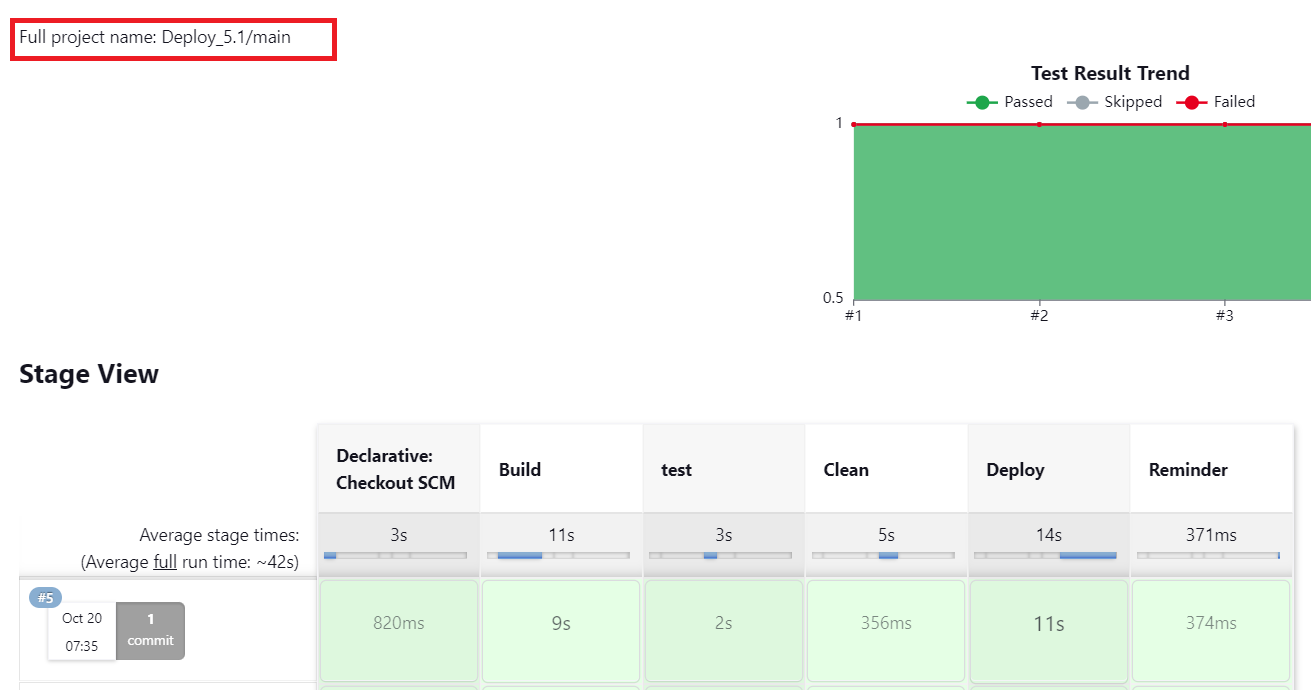 Full project name: Deploy_5.1/main
Test Result Trend
Passed Skipped Failed
1
0.5
#1 #2 #3
Stage View
Declarative: Checkout SCM
Build
test
Clean
Deploy
Reminder
Average stage times:
(Average full run time: ~42s)
3s 11s 3s 5s 14s 371ms
#5
Oct 20
07:35
1
commit
820ms 9s 2s 356ms 11s 374ms